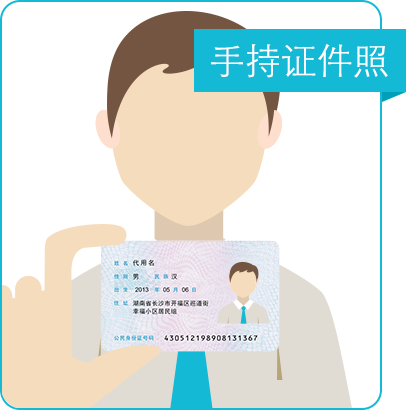 手持证件照
姓 名 代用名
性 别 男 民 族 汉
出 生 2013 年 05 月 06 日
住 址 湖南省长沙市开福区巡道街
幸福小区居民组
公民身份证号码 430512198908131367